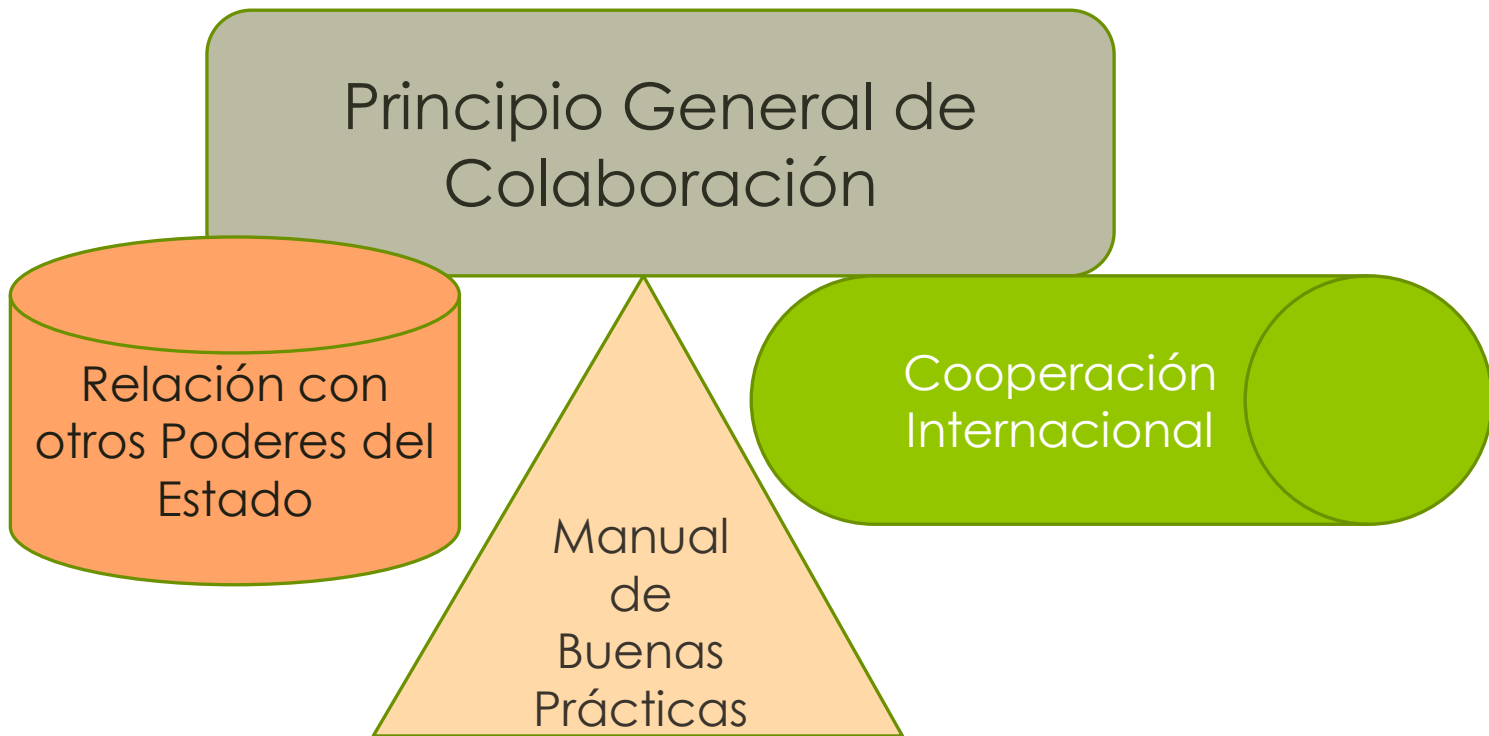 Principio General de
Colaboración
Relación con
otros Poderes del
Estado
Manual
de
Buenas
Prácticas
Cooperación
Internacional